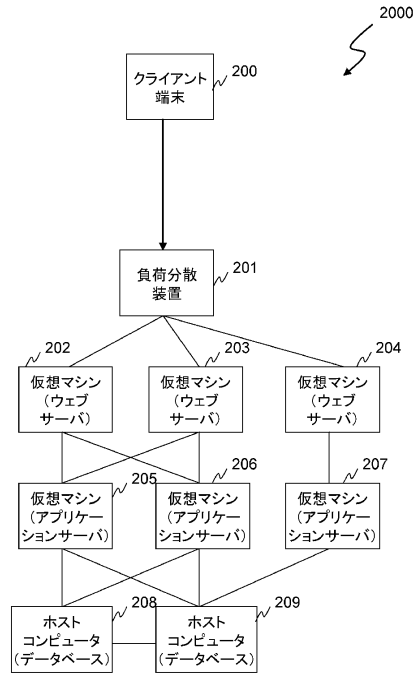 2000
クライアント
端末
200
負荷分散
装置
201
202
203
204
仮想マシン
(ウェブ
サーバ)
仮想マシン
(ウェブ
サーバ)
仮想マシン
(ウェブ
サーバ)
205
206
207
仮想マシン
(アプリケー
ションサーバ)
仮想マシン
(アプリケー
ションサーバ)
仮想マシン
(アプリケー
ションサーバ)
208
209
ホスト
コンピュータ
(データベース)
ホスト
コンピュータ
(データベース)